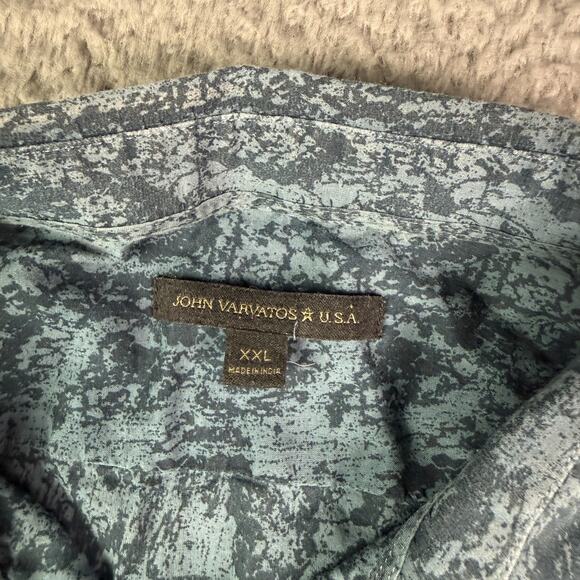 JOHN VARVATOS ★ U.S.A.
XXL
MADE IN INDIA